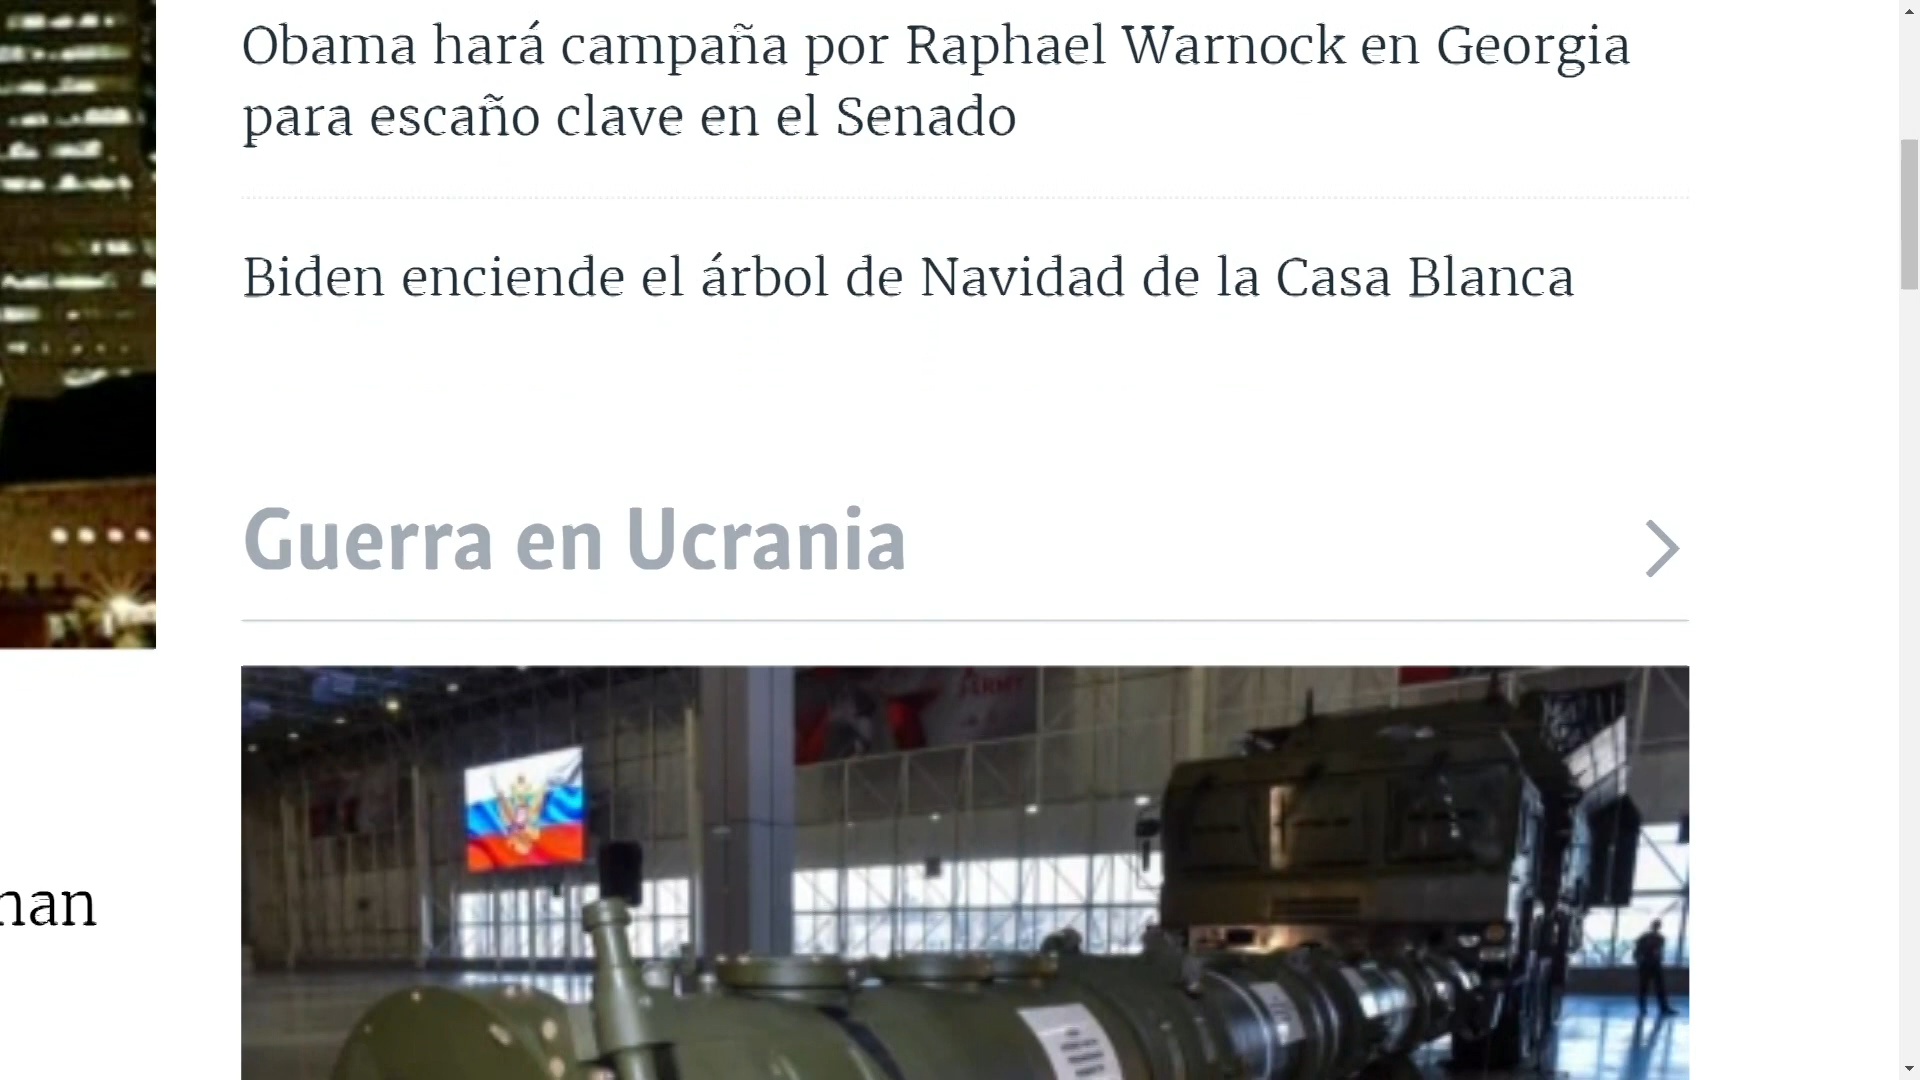 Obama hará campaña por Raphael Warnock en Georgia
para escaño clave en el Senado
Biden enciende el árbol de Navidad de la Casa Blanca
Guerra en Ucrania